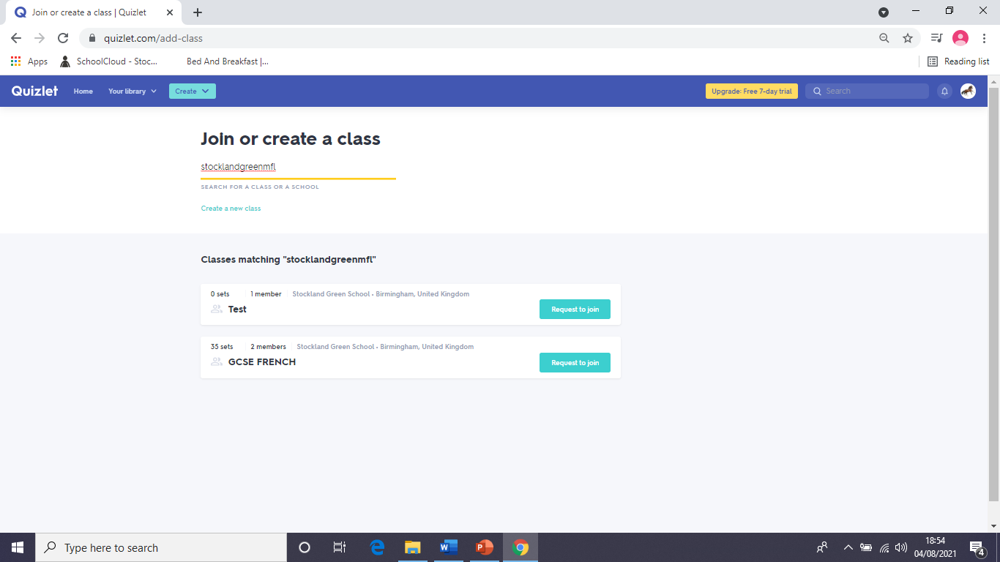 Join or create a class | Quizlet
quizlet.com/add-class
Apps SchoolCloud - Stoc... Bed And Breakfast |... Reading list
Quizlet Home Your library Create Upgrade: Free 7-day trial Search
Join or create a class
stocklandgreenmfl
SEARCH FOR A CLASS OR A SCHOOL
Create a new class
Classes matching "stocklandgreenmfl"
0 sets 1 member Stockland Green School • Birmingham, United Kingdom
Test Request to join
35 sets 2 members Stockland Green School • Birmingham, United Kingdom
GCSE FRENCH Request to join
Type here to search
18:54
04/08/2021
4